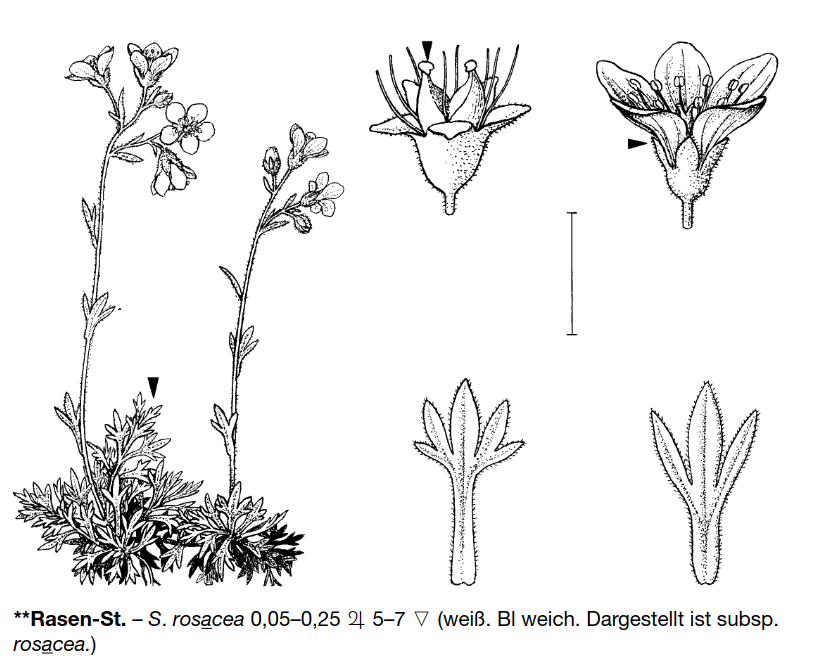 **Rasen-St. – S. rosacea 0,05–0,25 ♃ 5–7 ▽ (weiß. Bl weich. Dargestellt ist subsp.
rosacea.)